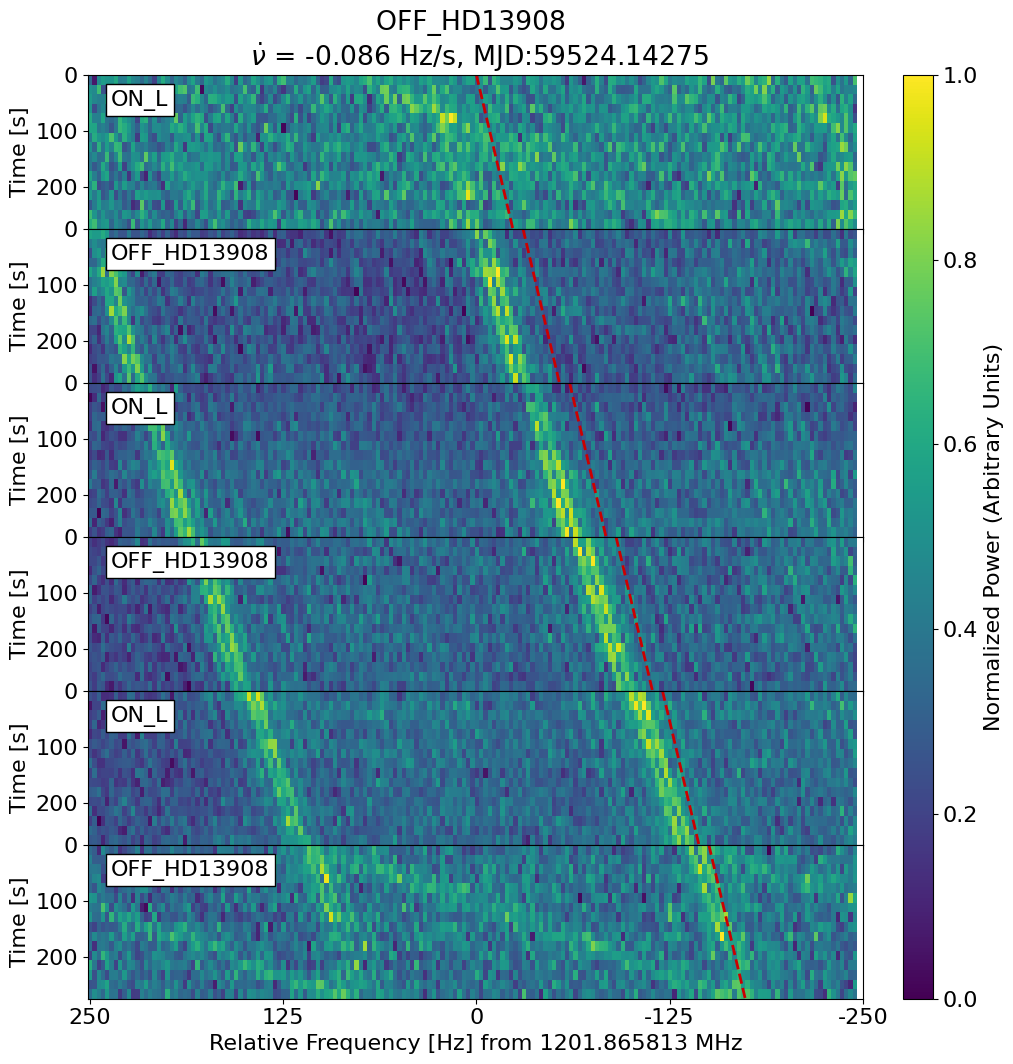 OFF_HD13908
ν̇ = -0.086 Hz/s, MJD:59524.14275
ON_L
OFF_HD13908
ON_L
OFF_HD13908
ON_L
OFF_HD13908
Time [s]
0
100
200
Time [s]
0
100
200
Time [s]
0
100
200
Time [s]
0
100
200
Time [s]
0
100
200
Time [s]
0
100
200
250
125
0
-125
-250
Relative Frequency [Hz] from 1201.865813 MHz
1.0
0.8
0.6
0.4
0.2
0.0
Normalized Power (Arbitrary Units)